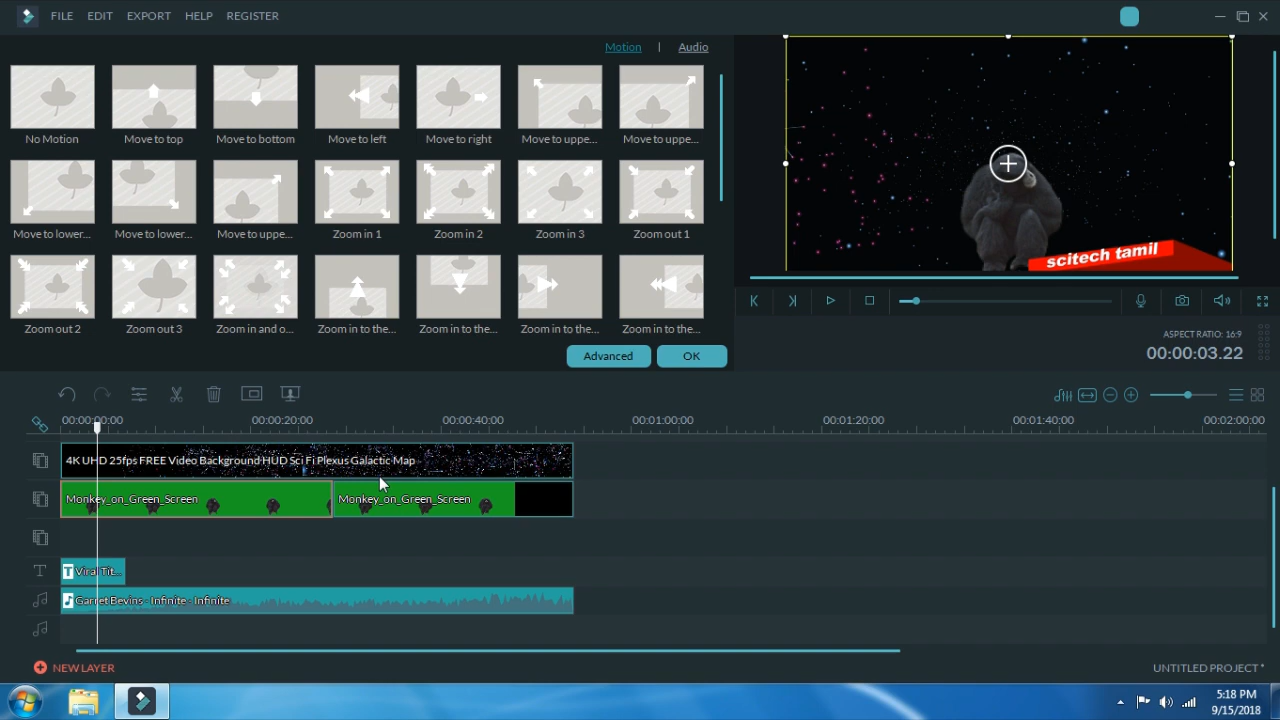 FILE EDIT EXPORT HELP REGISTER
Motion | Audio
No Motion Move to top Move to bottom Move to left Move to right Move to uppe... Move to uppe...
Move to lower... Move to lower... Move to uppe... Zoom in 1 Zoom in 2 Zoom in 3 Zoom out 1
Zoom out 2 Zoom out 3 Zoom in and o... Zoom in to the... Zoom in to the... Zoom in to the... Zoom in to the...
Advanced OK
scitech tamil
ASPECT RATIO: 16:9
00:00:03.22
00:00:00:00 00:00:20:00 00:00:40:00 00:01:00:00 00:01:20:00 00:01:40:00 00:02:00:00
4K UHD 25fps FREE Video Background HUD Sci Fi Plexus Galactic Map
Monkey_on_Green_Screen Monkey_on_Green_Screen
T T Viral Tit...
Garret Bevins - Infinite - Infinite
NEW LAYER
UNTITLED PROJECT *
5:18 PM
9/15/2018